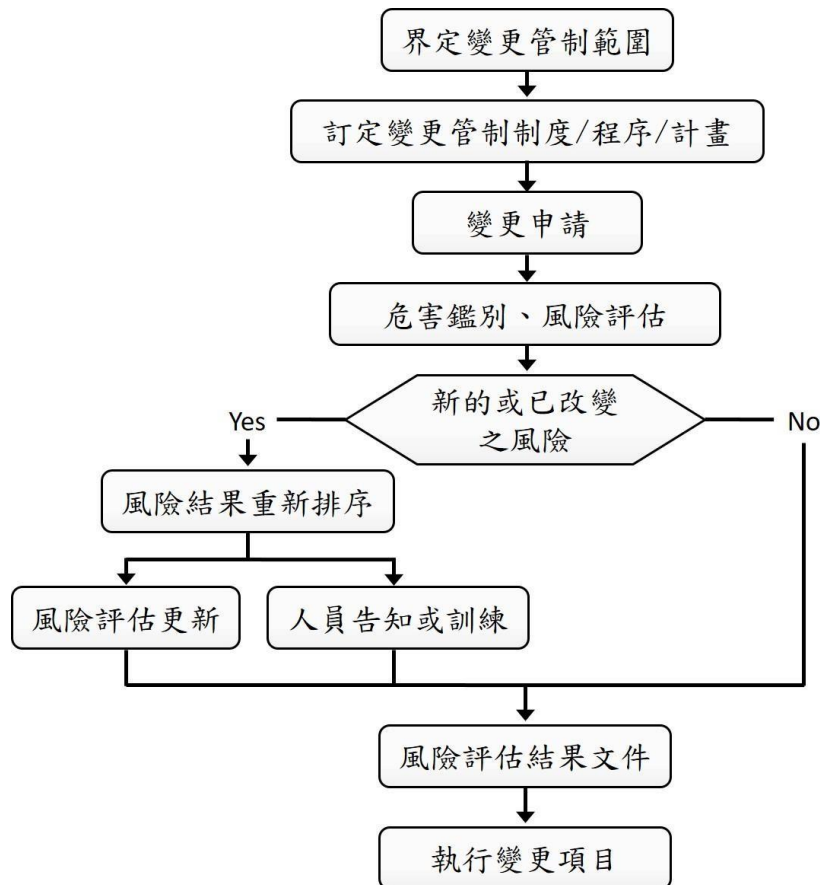 界定變更管制範圍
訂定變更管制制度/程序/計畫
變更申請
危害鑑別、風險評估
新的或已改變
之風險
Yes
No
風險結果重新排序
風險評估更新
人員告知或訓練
風險評估結果文件
執行變更項目